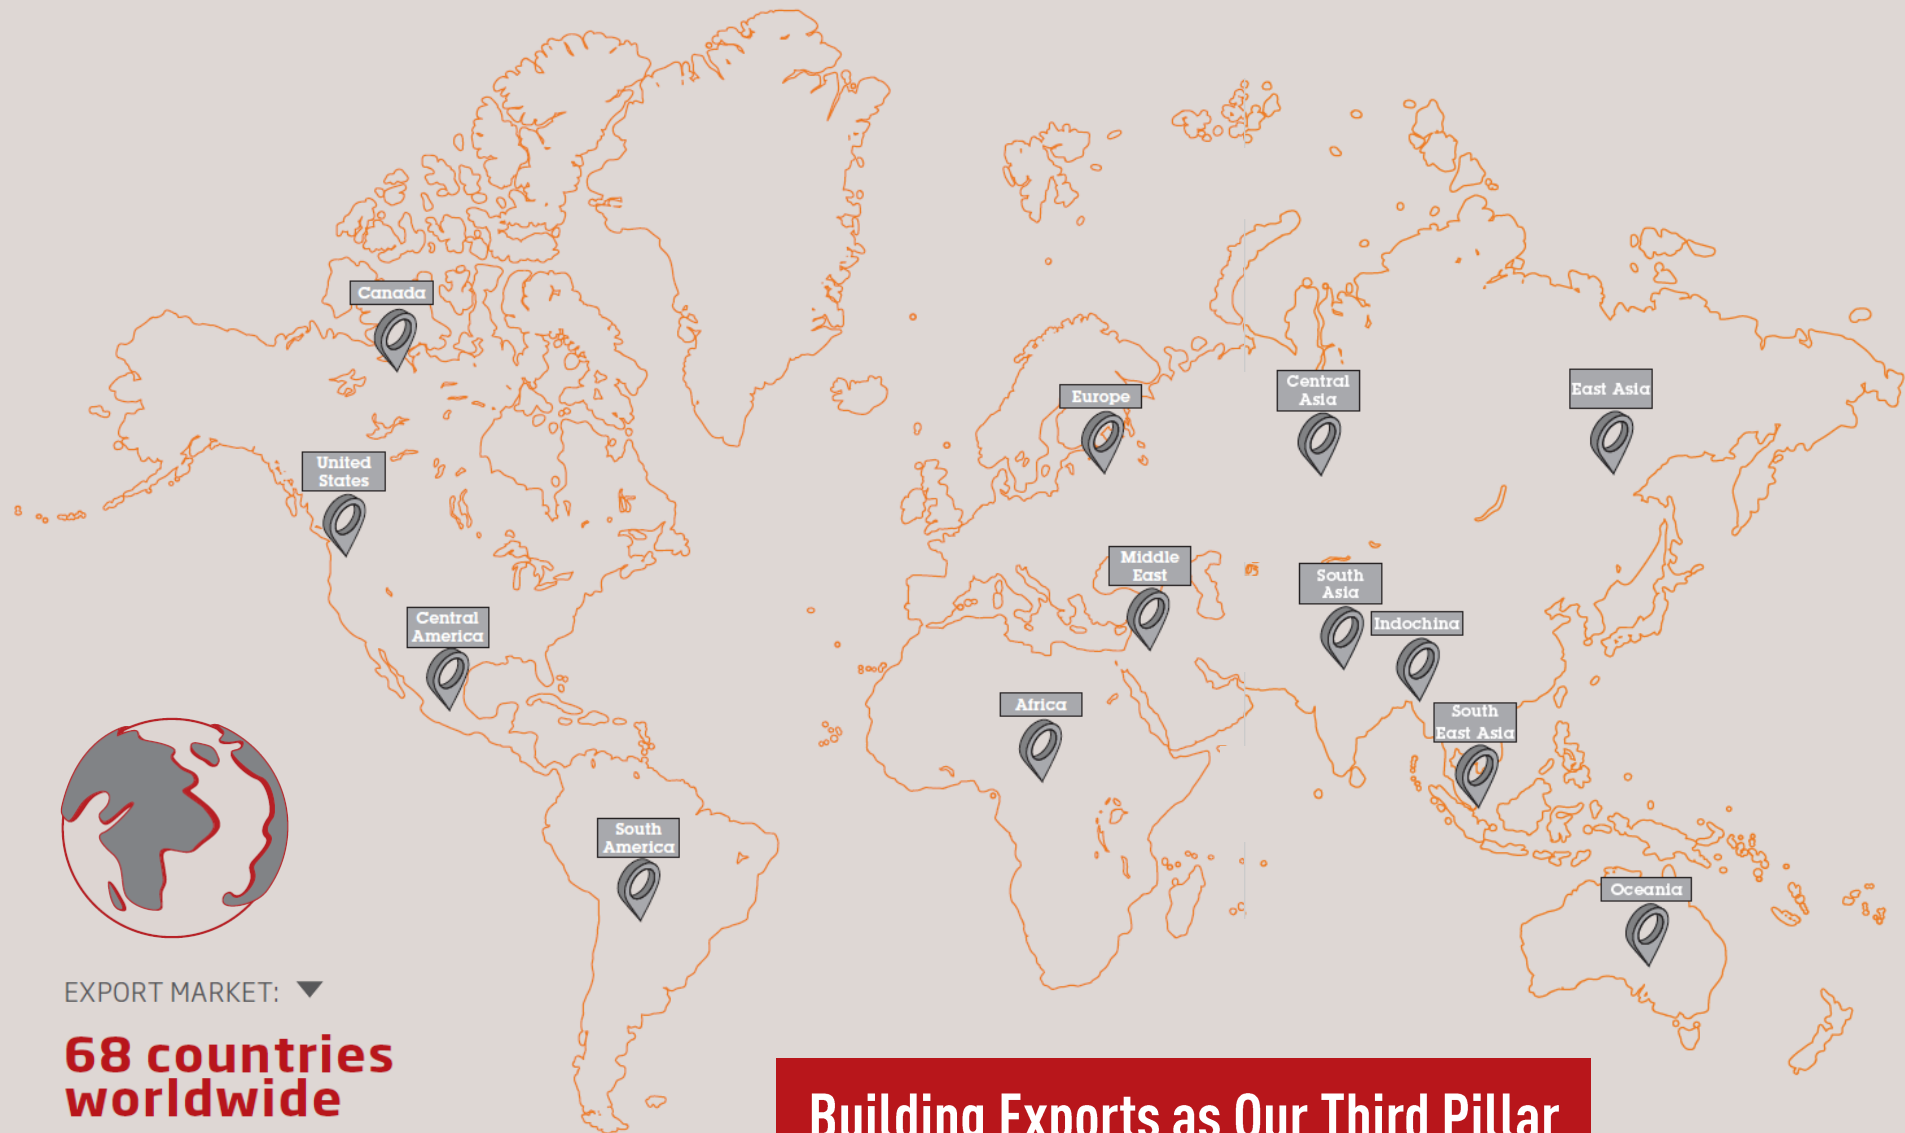 Canada
United
States
Central
America
South
America
Europe
Central
Asia
East Asia
Middle
East
South
Asia
Indochina
Africa
South
East Asia
Oceania
EXPORT MARKET:
68 countries
worldwide
Building Exports as Our Third Pillar